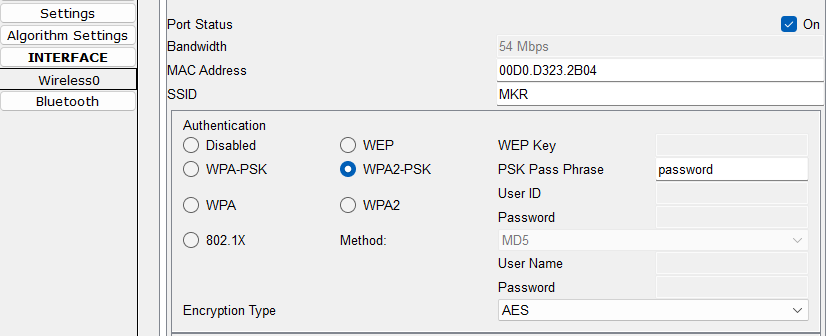 Settings
Algorithm Settings
INTERFACE
Wireless0
Bluetooth
Port Status On
Bandwidth 54 Mbps
MAC Address 00D0.D323.2B04
SSID MKR
Authentication
Disabled WEP WEP Key
WPA-PSK WPA2-PSK PSK Pass Phrase password
User ID
WPA WPA2
Password
802.1X Method: MD5
User Name
Password
Encryption Type AES